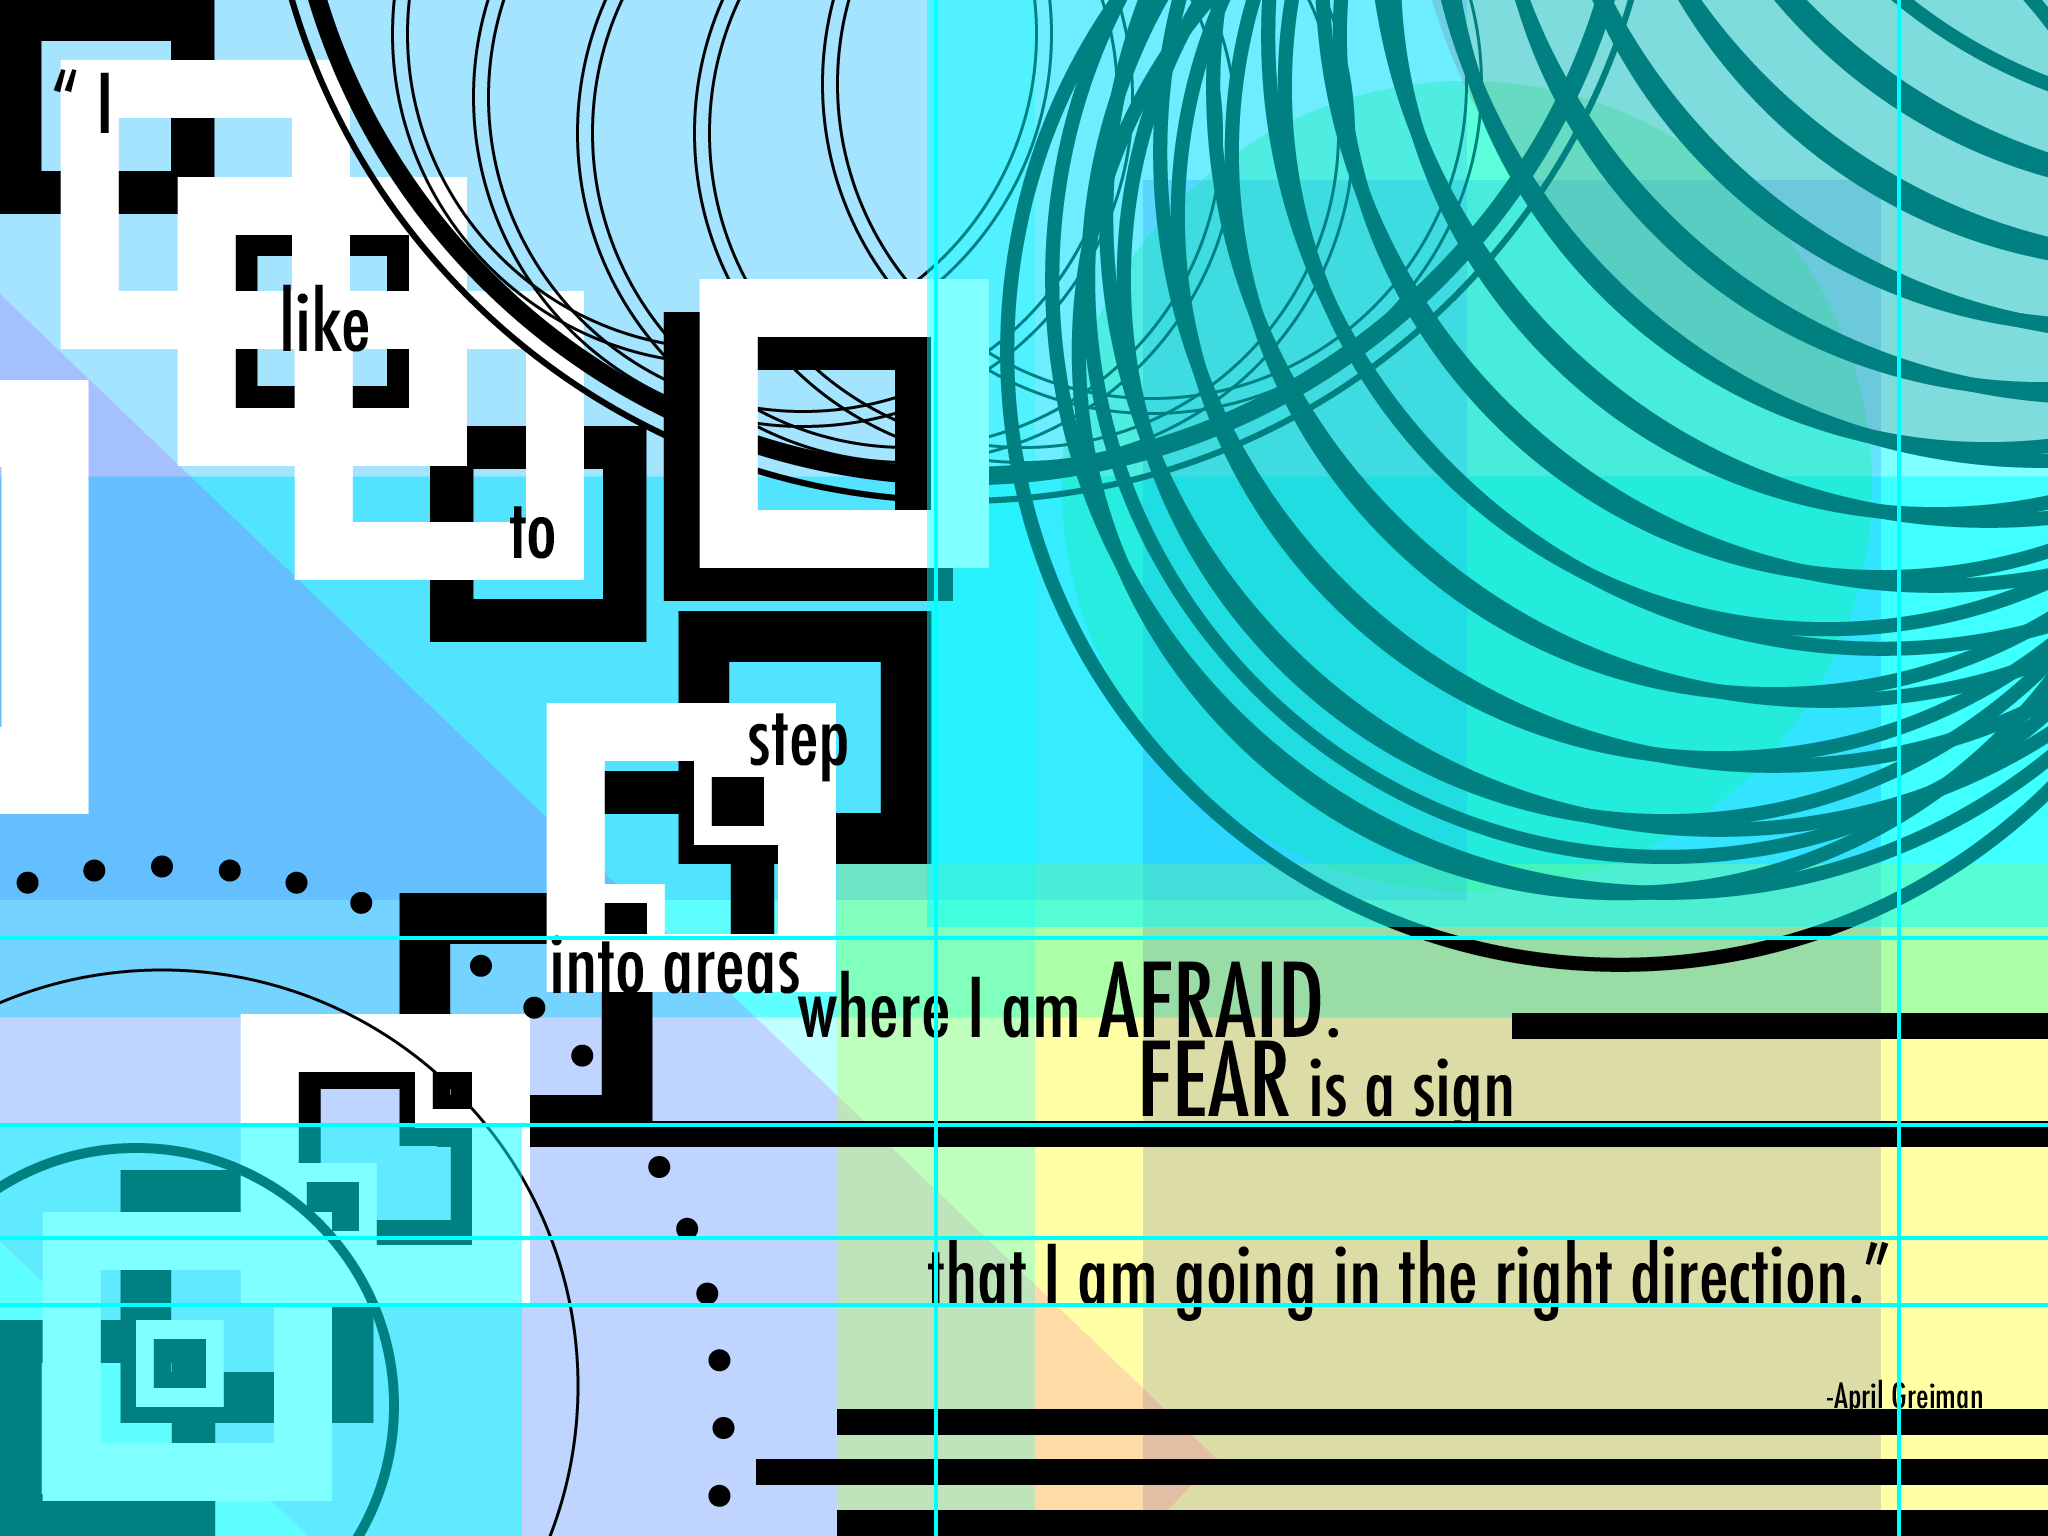 “ I
like
to
step
into areas
where I am AFRAID.
FEAR is a sign
that I am going in the right direction.”
-April Greiman